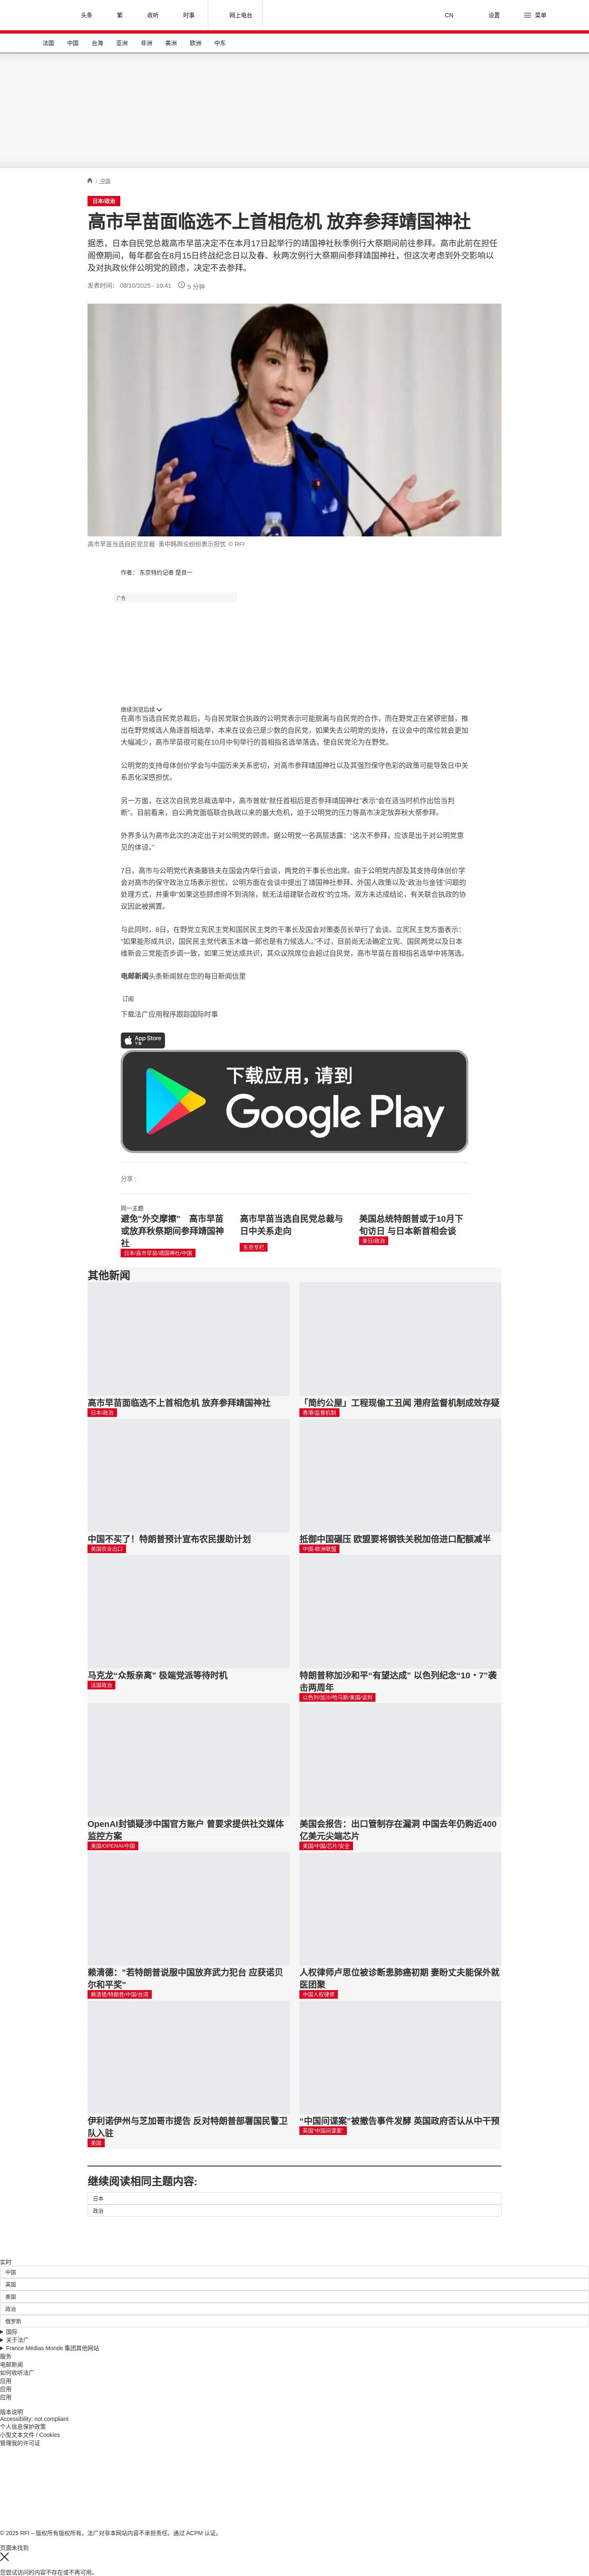 头条
繁
收听
时事
网上电台
CN
设置
菜单
法国
中国
台海
亚洲
非洲
美洲
欧洲
中东
/ 中国
日本/政治
高市早苗面临选不上首相危机 放弃参拜靖国神社
据悉，日本自民党总裁高市早苗决定不在本月17日起举行的靖国神社秋季例行大祭期间前往参拜。高市此前在担任
阁僚期间，每年都会在8月15日终战纪念日以及春、秋两次例行大祭期间参拜靖国神社，但这次考虑到外交影响以
及对执政伙伴公明党的顾虑，决定不去参拜。
发表时间： 08/10/2025 - 10:41
5 分钟
高市早苗当选自民党总裁 美中韩舆论纷纷表示担忧 © RFI
作者： 东京特约记者 楚良一
广告
继续浏览后续
在高市当选自民党总裁后，与自民党联合执政的公明党表示可能脱离与自民党的合作，而在野党正在紧锣密鼓，推
出在野党候选人角逐首相选举，本来在议会已是少数的自民党，如果失去公明党的支持，在议会中的席位就会更加
大幅减少，高市早苗很可能在10月中旬举行的首相指名选举落选，使自民党沦为在野党。
公明党的支持母体创价学会与中国历来关系密切，对高市参拜靖国神社以及其强烈保守色彩的政策可能导致日中关
系恶化深感担忧。
另一方面，在这次自民党总裁选举中，高市曾就“就任首相后是否参拜靖国神社”表示“会在适当时机作出恰当判
断”。目前看来，自公两党面临联合执政以来的最大危机，迫于公明党的压力等高市决定放弃秋大祭参拜。
外界多认为高市此次的决定出于对公明党的顾虑。据公明党一名高层透露：“这次不参拜，应该是出于对公明党意
见的体谅。”
7日，高市与公明党代表斋藤铁夫在国会内举行会谈，两党的干事长也出席。由于公明党内部及其支持母体创价学
会对高市的保守政治立场表示担忧，公明方面在会谈中提出了靖国神社参拜、外国人政策以及“政治与金钱”问题的
处理方式，并重申“如果这些顾虑得不到消除，就无法组建联合政权”的立场。双方未达成结论，有关联合执政的协
议因此被搁置。
与此同时，8日，在野党立宪民主党和国民民主党的干事长及国会对策委员长举行了会谈。立宪民主党方面表示：
“如果能形成共识，国民民主党代表玉木雄一郎也是有力候选人。”不过，目前尚无法确定立宪、国民两党以及日本
维新会三党能否步调一致，如果三党达成共识，其众议院席位会超过自民党，高市早苗在首相指名选举中将落选。
电邮新闻头条新闻就在您的每日新闻信里
订阅
下载法广应用程序跟踪国际时事
App Store
下载
下载应用，请到
Google Play
分享 :
同一主题
避免"外交摩擦" 高市早苗
或放弃秋祭期间参拜靖国神
社
日本/高市早苗/靖国神社/中国
高市早苗当选自民党总裁与
日中关系走向
东京专栏
美国总统特朗普或于10月下
旬访日 与日本新首相会谈
美日/政治
其他新闻
高市早苗面临选不上首相危机 放弃参拜靖国神社
日本/政治
「简约公屋」工程现偷工丑闻 港府监督机制成效存疑
香港/监督机制
中国不买了！特朗普预计宣布农民援助计划
美国农业出口
抵御中国碾压 欧盟要将钢铁关税加倍进口配额减半
中国-欧洲联盟
马克龙“众叛亲离” 极端党派等待时机
法国政治
特朗普称加沙和平“有望达成” 以色列纪念“10・7”袭
击两周年
以色列/加沙/哈马斯/美国/谈判
OpenAI封锁疑涉中国官方账户 曾要求提供社交媒体
监控方案
美国/OPENAI/中国
美国会报告：出口管制存在漏洞 中国去年仍购近400
亿美元尖端芯片
美国/中国/芯片/安全
赖清德："若特朗普说服中国放弃武力犯台 应获诺贝
尔和平奖"
赖清德/特朗普/中国/台湾
人权律师卢思位被诊断患肺癌初期 妻盼丈夫能保外就
医团聚
中国人权律师
伊利诺伊州与芝加哥市提告 反对特朗普部署国民警卫
队入驻
美国
“中国间谍案”被撤告事件发酵 英国政府否认从中干预
英国“中国间谍案”
继续阅读相同主题内容:
日本
政治
实时
中国
英国
美国
政治
俄罗斯
国际
关于法广
France Médias Monde 集团其他网站
服务
电邮新闻
如何收听法广
应用
应用
应用
版本说明
Accessibility: not compliant
个人信息保护政策
小型文本文件 / Cookies
管理我的许可证
© 2025 RFI – 版权所有版权所有。法广对非本网站内容不承担责任。通过 ACPM 认证。
页面未找到
您尝试访问的内容不存在或不再可用。